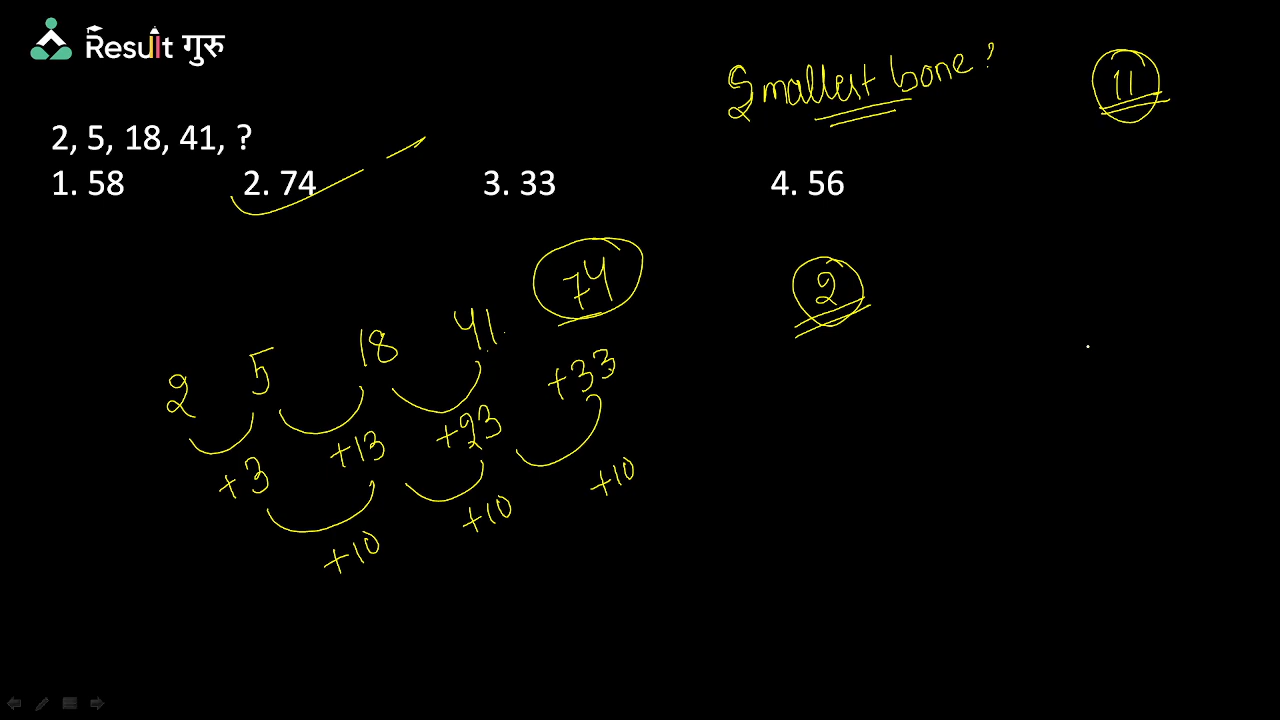 Result गुरु
Smallest bone?
11
2, 5, 18, 41, ?
1. 58 2. 74 3. 33 4. 56
74
2
2 5 18 41
+3 +13 +23 +33
+10 +10 +10